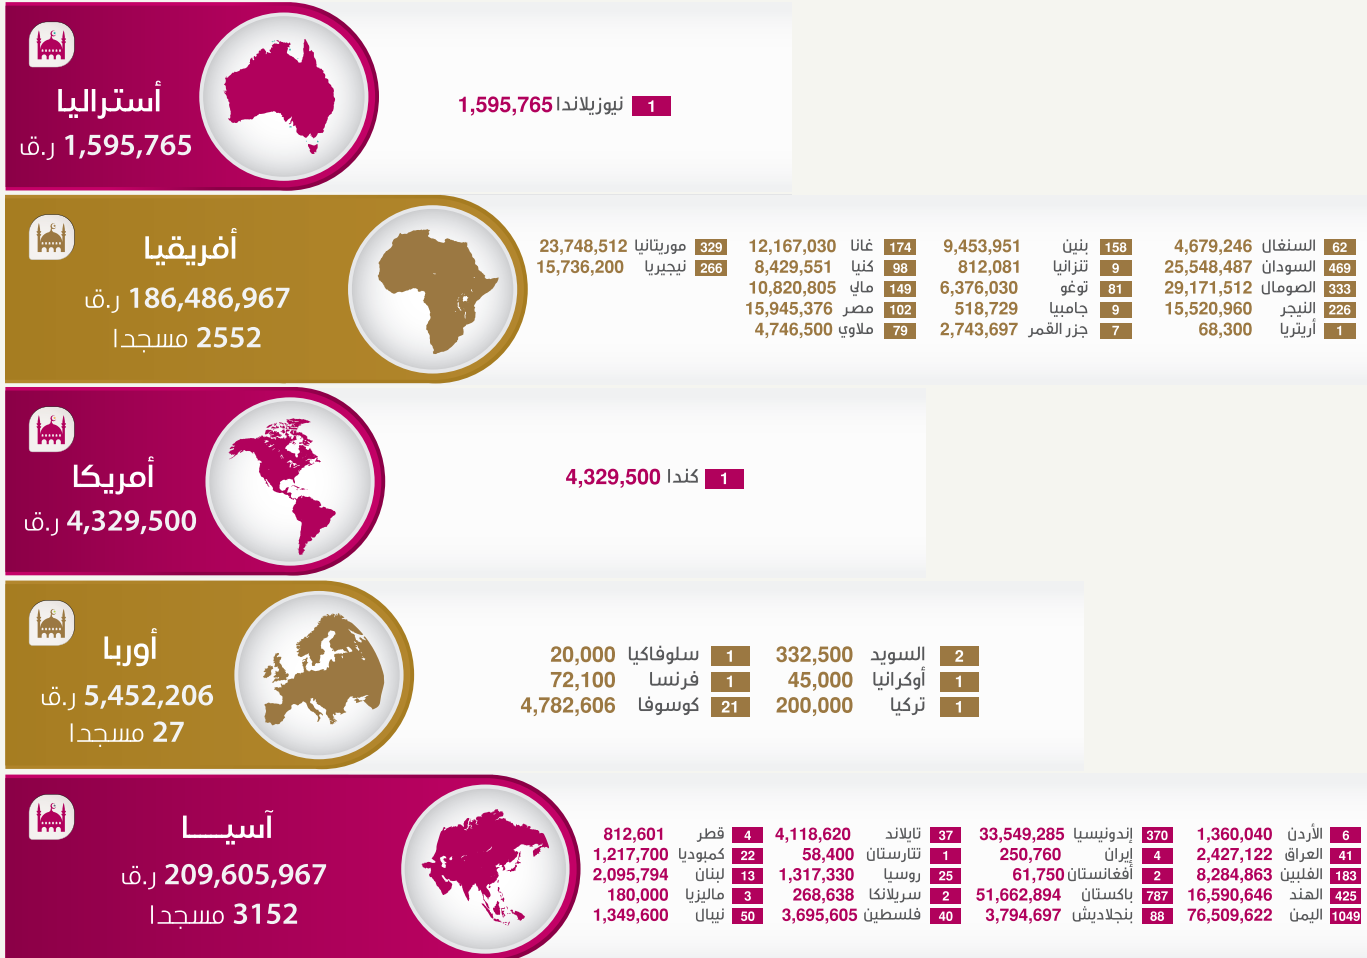 أستراليا
1,595,765 ر.ق
1 نيوزيلاندا 1,595,765
أفريقيا
186,486,967 ر.ق
2552 مسجدا
62 السنغال 4,679,246
469 السودان 25,548,487
333 الصومال 29,171,512
226 النيجر 15,520,960
1 أريتريا 68,300
158 بنين 9,453,951
9 تنزانيا 812,081
81 توغو 6,376,030
9 جامبيا 518,729
7 جزر القمر 2,743,697
174 غانا 12,167,030
98 كنيا 8,429,551
149 مالي 10,820,805
102 مصر 15,945,376
79 ملاوي 4,746,500
329 موريتانيا 23,748,512
266 نيجيريا 15,736,200
أمريكا
4,329,500 ر.ق
1 كندا 4,329,500
أوربا
5,452,206 ر.ق
27 مسجدا
2 السويد 332,500
1 أوكرانيا 45,000
1 تركيا 200,000
1 سلوفاكيا 20,000
1 فرنسا 72,100
21 كوسوفا 4,782,606
آسيـــا
209,605,967 ر.ق
3152 مسجدا
6 الأردن 1,360,040
41 العراق 2,427,122
183 الفلبين 8,284,863
425 الهند 16,590,646
1049 اليمن 76,509,622
370 إندونيسيا 33,549,285
4 إيران 250,760
2 أفغانستان 61,750
787 باكستان 51,662,894
88 بنجلاديش 3,794,697
37 تايلاند 4,118,620
1 تتارستان 58,400
25 روسيا 1,317,330
2 سريلانكا 268,638
40 فلسطين 3,695,605
4 قطر 812,601
22 كمبوديا 1,217,700
13 لبنان 2,095,794
3 ماليزيا 180,000
50 نيبال 1,349,600